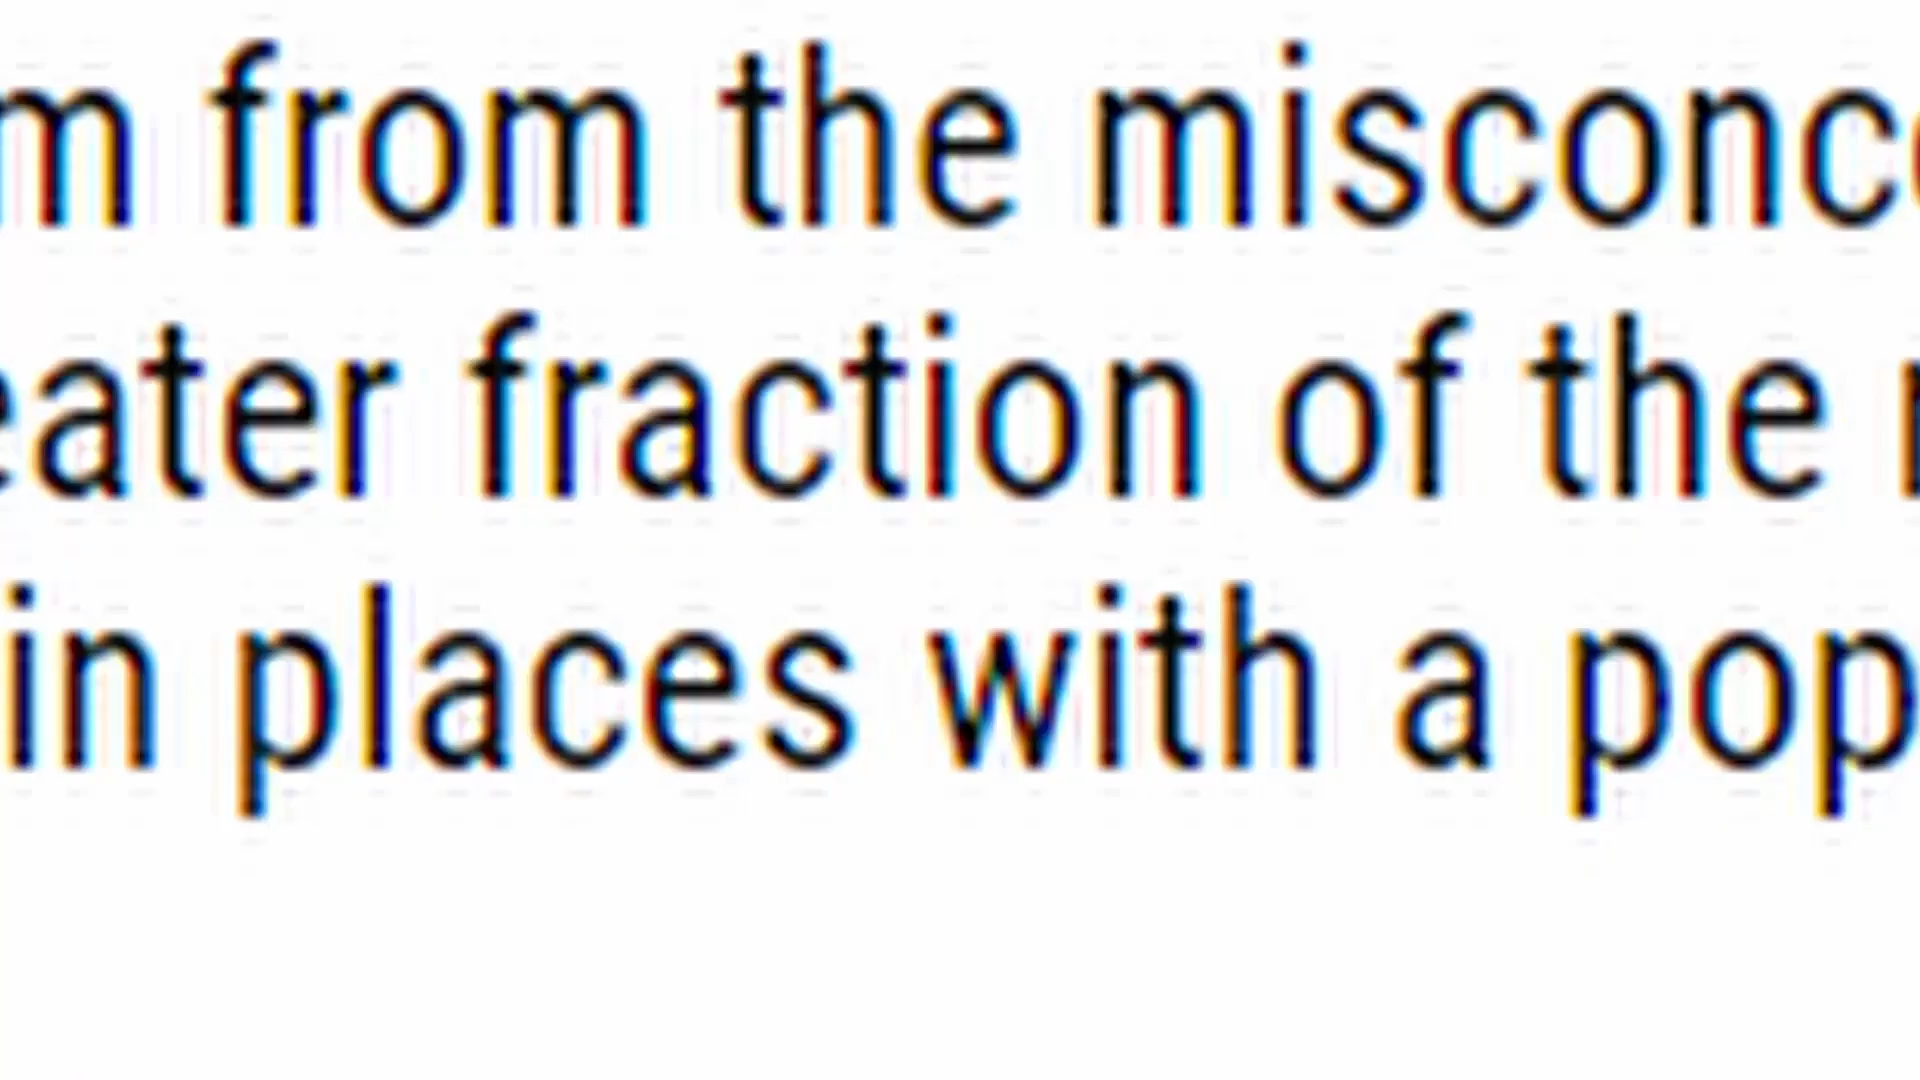 m from the misconc
eater fraction of the
in places with a pop